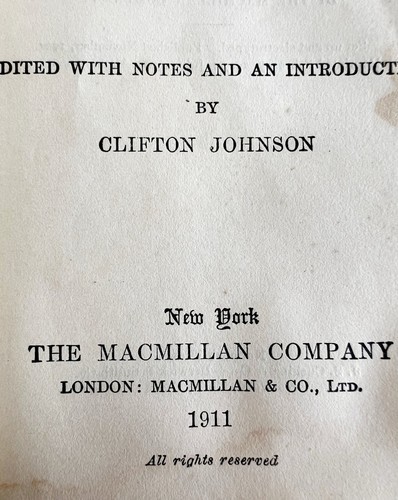 DITED WITH NOTES AND AN INTRODUCTI
BY
CLIFTON JOHNSON
New York
THE MACMILLAN COMPANY
LONDON: MACMILLAN & CO., LTD.
1911
All rights reserved